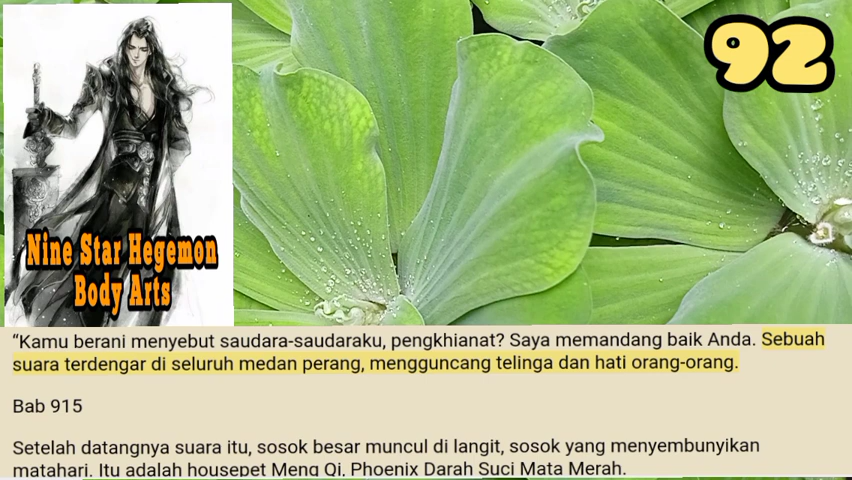 92
Nine Star Hegemon
Body Arts
“Kamu berani menyebut saudara-saudaraku, pengkhianat? Saya memandang baik Anda. Sebuah
suara terdengar di seluruh medan perang, mengguncang telinga dan hati orang-orang.
Bab 915
Setelah datangnya suara itu, sosok besar muncul di langit, sosok yang menyembunyikan
matahari. Itu adalah housepet Meng Qi, Phoenix Darah Suci Mata Merah.